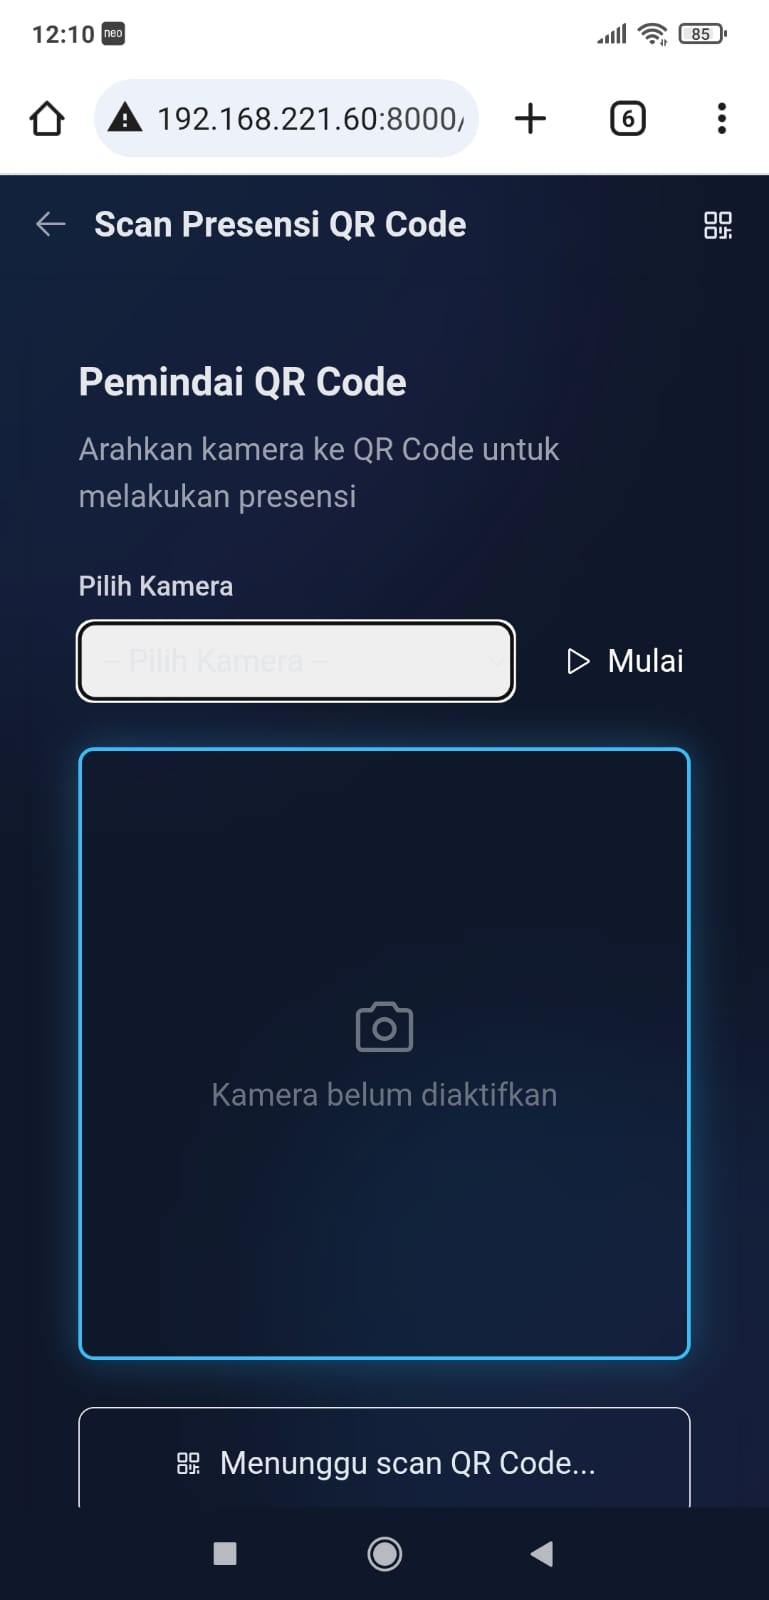 12:10 neo 85
192.168.221.60:8000/ 6
Scan Presensi QR Code
Pemindai QR Code
Arahkan kamera ke QR Code untuk
melakukan presensi
Pilih Kamera
-- Pilih Kamera --
Mulai
Kamera belum diaktifkan
Menunggu scan QR Code...